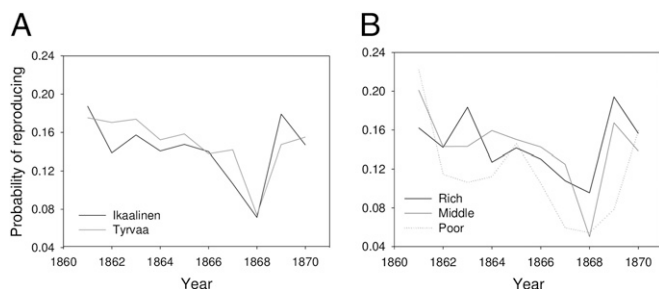 A
Probability of reproducing
0.24
0.20
0.16
0.12
0.08
0.04
Ikaalinen
Tyrvaa
1860 1862 1864 1866 1868 1870
Year
B
0.24
0.20
0.16
0.12
0.08
0.04
Rich
Middle
Poor
1860 1862 1864 1866 1868 1870
Year